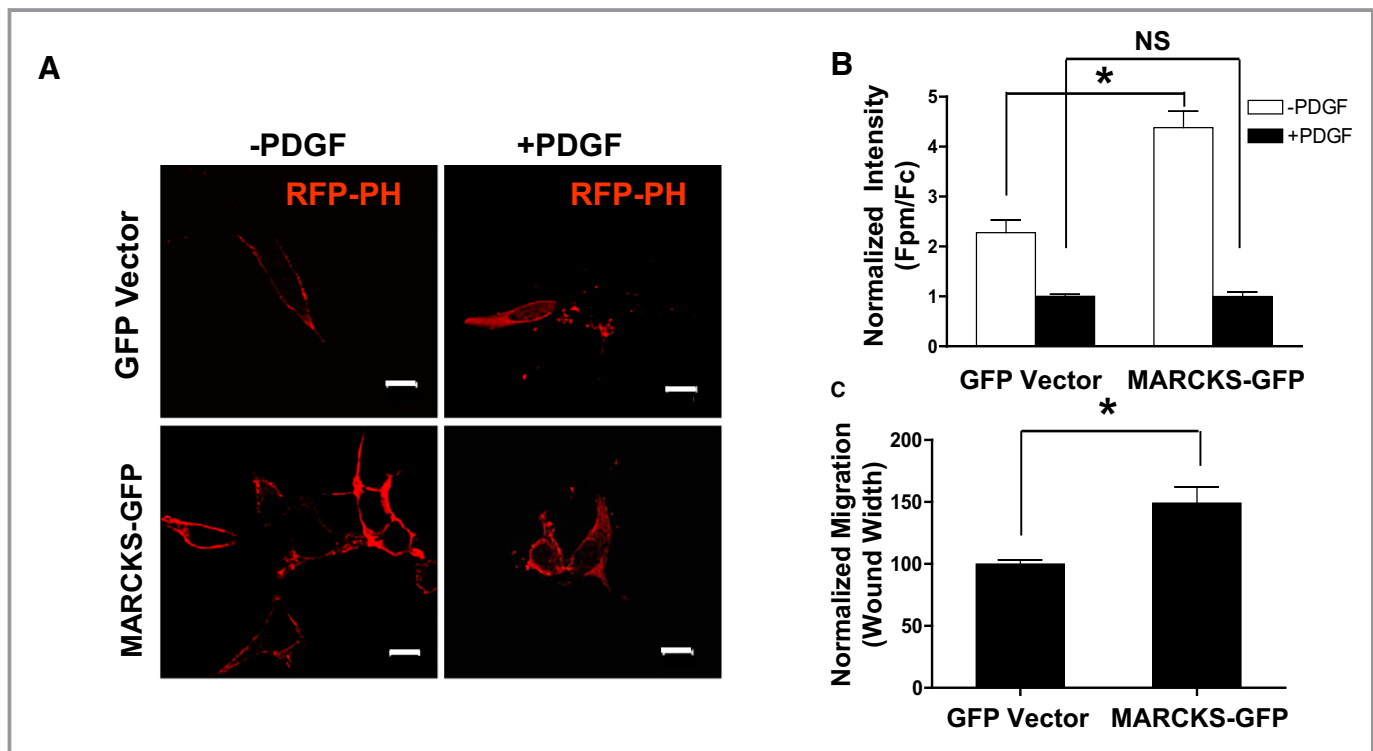 A
-PDGF
+PDGF
GFP Vector
RFP-PH
RFP-PH
MARCKS-GFP
B
NS
*
Normalized Intensity
(Fpm/Fc)
5
4
3
2
1
0
-PDGF
+PDGF
GFP Vector
MARCKS-GFP
C
*
Normalized Migration
(Wound Width)
200
150
100
50
0
GFP Vector
MARCKS-GFP